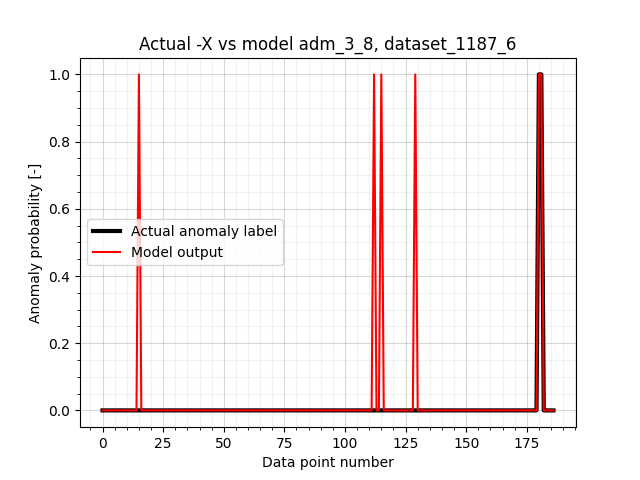 Actual -X vs model adm_3_8, dataset_1187_6
Anomaly probability [-]
1.0
0.8
0.6
0.4
0.2
0.0
Actual anomaly label
Model output
0 25 50 75 100 125 150 175
Data point number